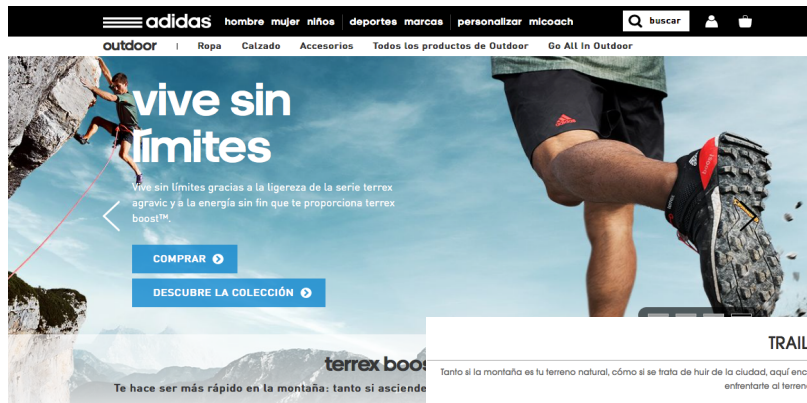 adidas hombre mujer niños deportes marcas personalizar micoach buscar
outdoor | Ropa Calzado Accesorios Todos los productos de Outdoor Go All In Outdoor
vive sin
límites
Vive sin límites gracias a la ligereza de la serie terrex
agravic y a la energía sin fin que te proporciona terrex
boost™.
COMPRAR
DESCUBRE LA COLECCIÓN
adidas
boost
terrex boos
Te hace ser más rápido en la montaña: tanto si asciende
TRAIL
Tanto si la montaña es tu terreno natural, cómo si se trata de huir de la ciudad, aquí enc
enfrentarte al terren